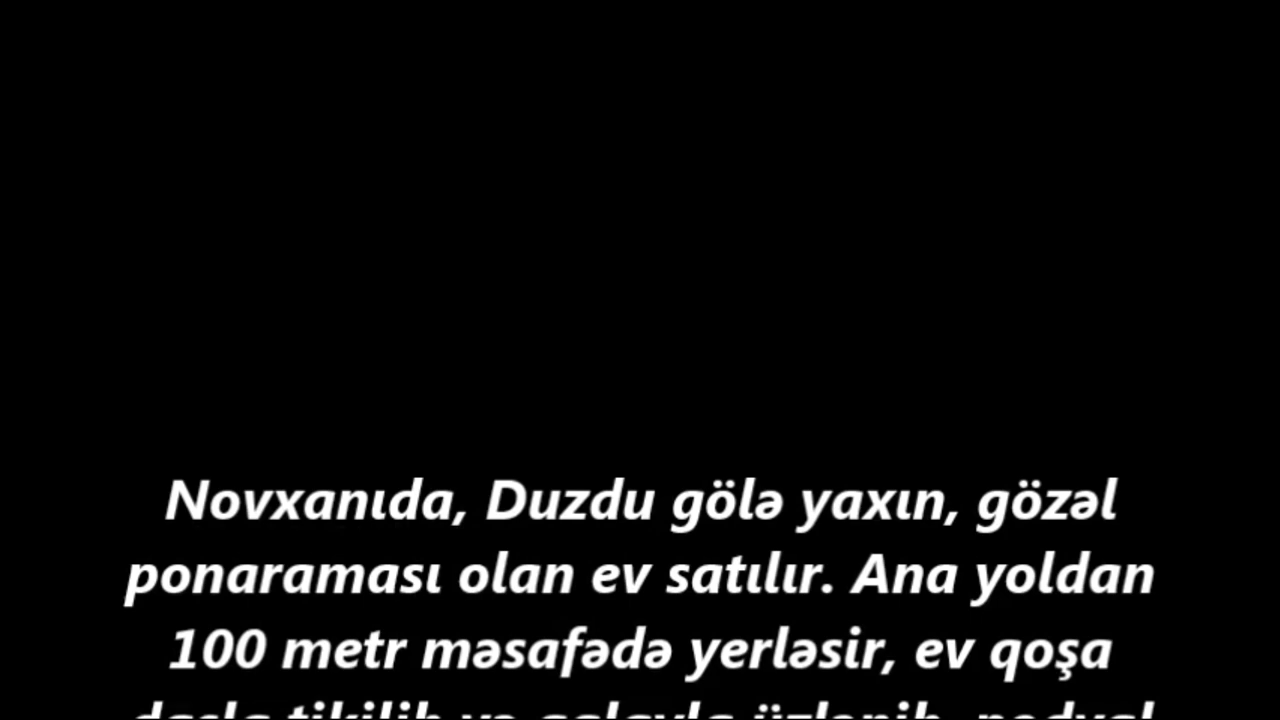 Novxanıda, Duzdu gölə yaxın, gözəl
ponaraması olan ev satılır. Ana yoldan
100 metr məsafədə yerləsir, ev qoşa